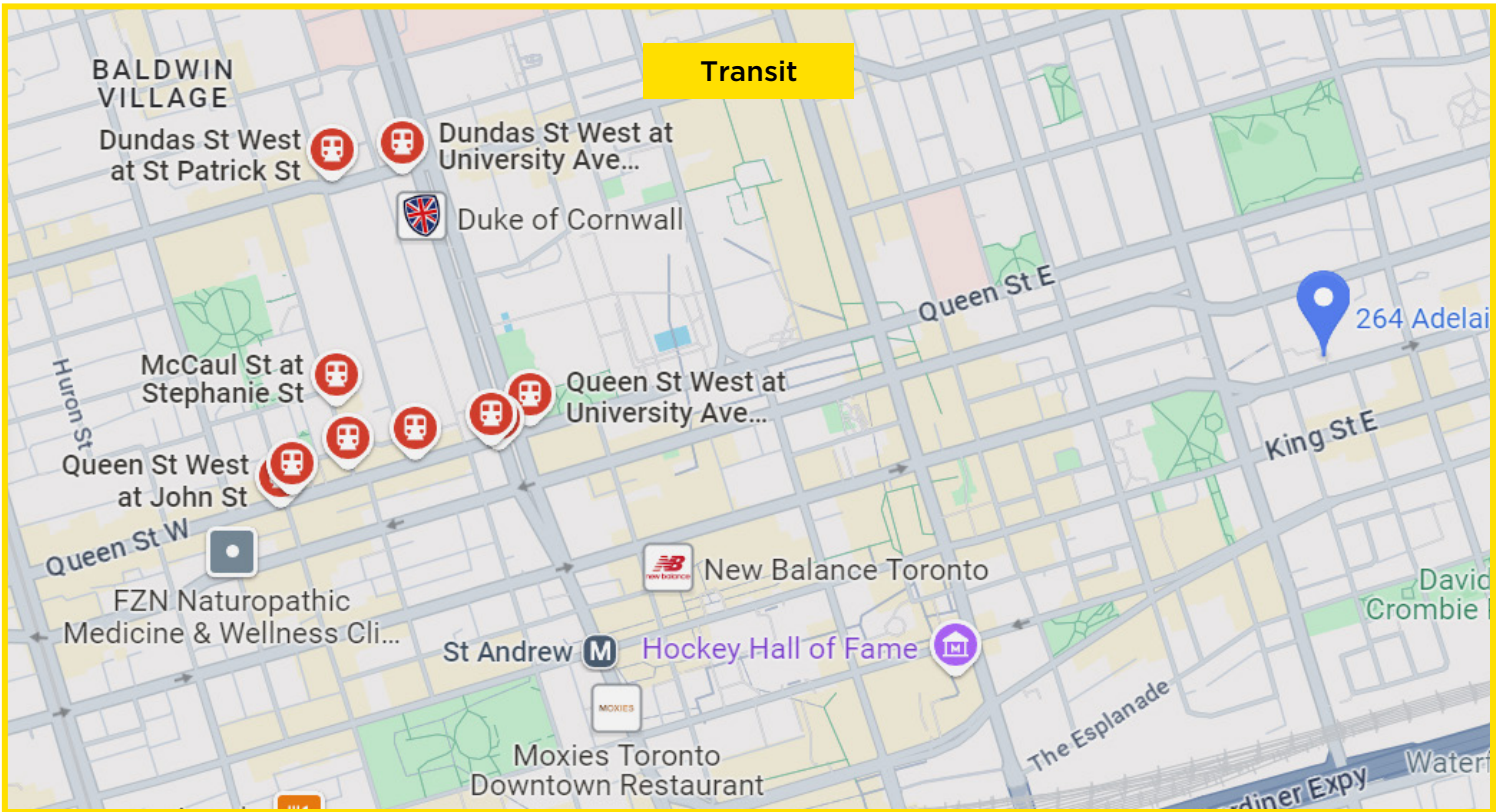 Transit
BALDWIN
VILLAGE
Dundas St West
at St Patrick St
Dundas St West at
University Ave...
Duke of Cornwall
Queen St E
264 Adelai
Huron St
McCaul St at
Stephanie St
Queen St West at
University Ave...
King St E
Queen St West
at John St
Queen St W
new balance
New Balance Toronto
FZN Naturopathic
Medicine & Wellness Cli...
David
Crombie
St Andrew M
Hockey Hall of Fame
MOXIES
Moxies Toronto
Downtown Restaurant
The Esplanade
Waterf
rdiner Expy